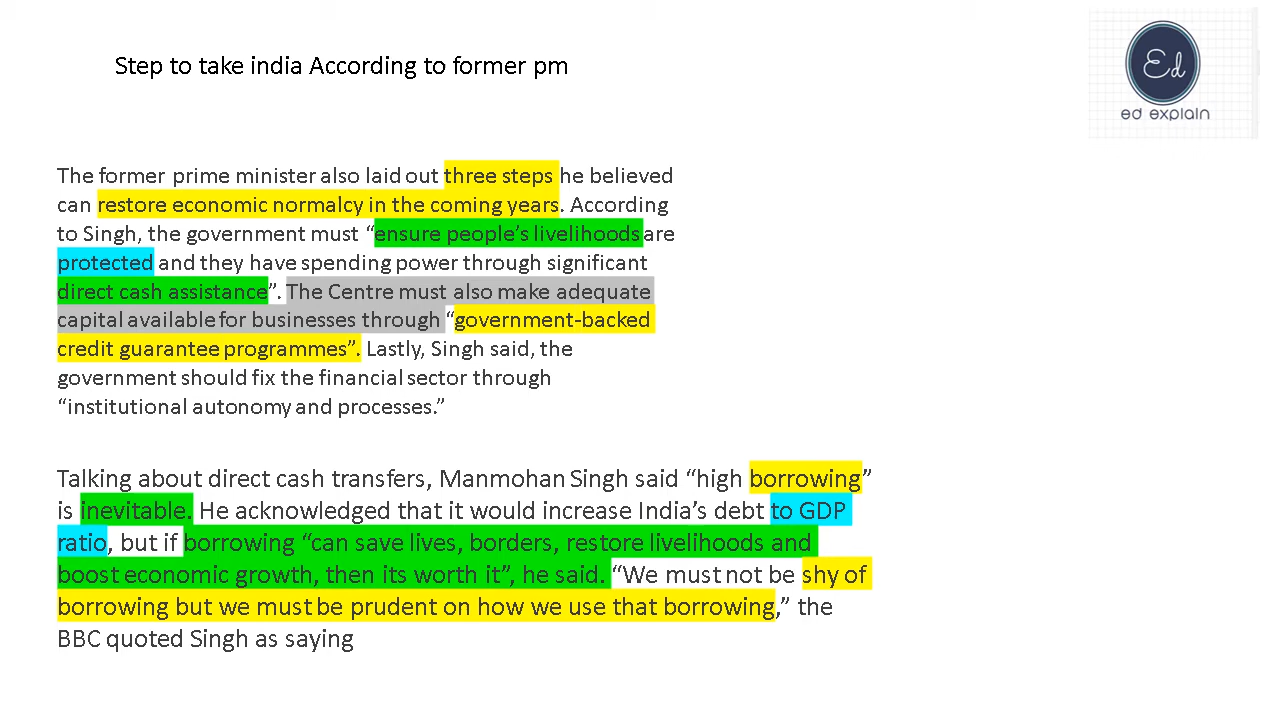 Step to take india According to former pm
Ed
ed explain
The former prime minister also laid out three steps he believed
can restore economic normalcy in the coming years. According
to Singh, the government must “ensure people’s livelihoods are
protected and they have spending power through significant
direct cash assistance”. The Centre must also make adequate
capital available for businesses through “government-backed
credit guarantee programmes”. Lastly, Singh said, the
government should fix the financial sector through
“institutional autonomy and processes.”
Talking about direct cash transfers, Manmohan Singh said “high borrowing”
is inevitable. He acknowledged that it would increase India’s debt to GDP
ratio, but if borrowing “can save lives, borders, restore livelihoods and
boost economic growth, then its worth it”, he said. “We must not be shy of
borrowing but we must be prudent on how we use that borrowing,” the
BBC quoted Singh as saying